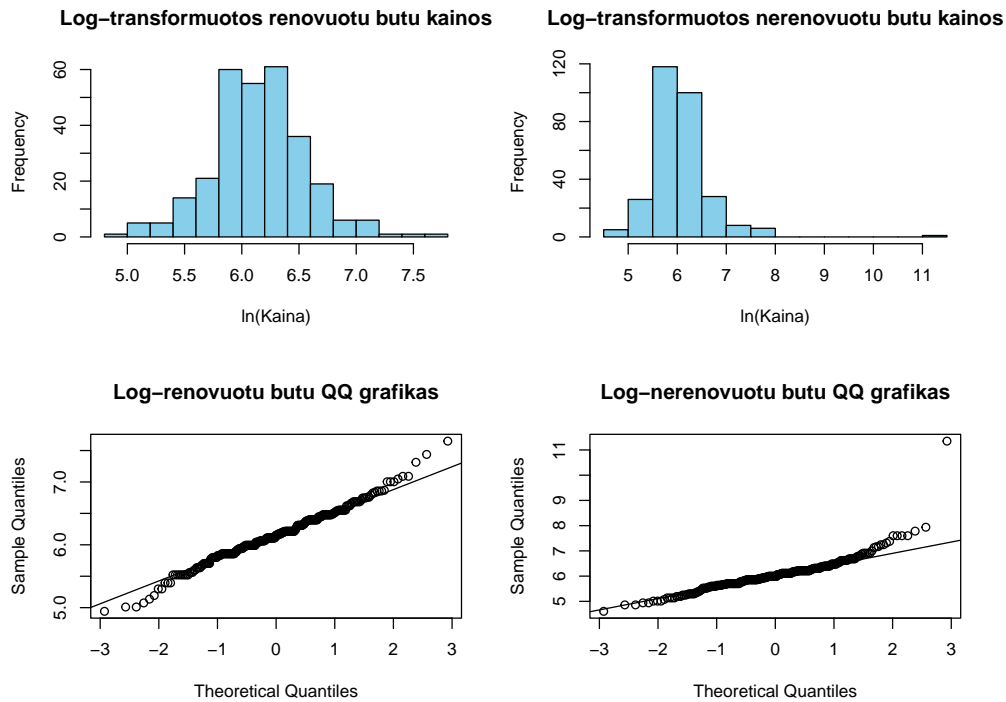 Log−transformuotos renovuotu butu kainos
Frequency
0
20
40
60
5.0 5.5 6.0 6.5 7.0 7.5
ln(Kaina)
Log−transformuotos nerenovuotu butu kainos
Frequency
0
40
80
120
5 6 7 8 9 10 11
ln(Kaina)
Log−renovuotu butu QQ grafikas
Sample Quantiles
5.0
6.0
7.0
−3 −2 −1 0 1 2 3
Theoretical Quantiles
Log−nerenovuotu butu QQ grafikas
Sample Quantiles
5
6
7
8
9
11
−3 −2 −1 0 1 2 3
Theoretical Quantiles